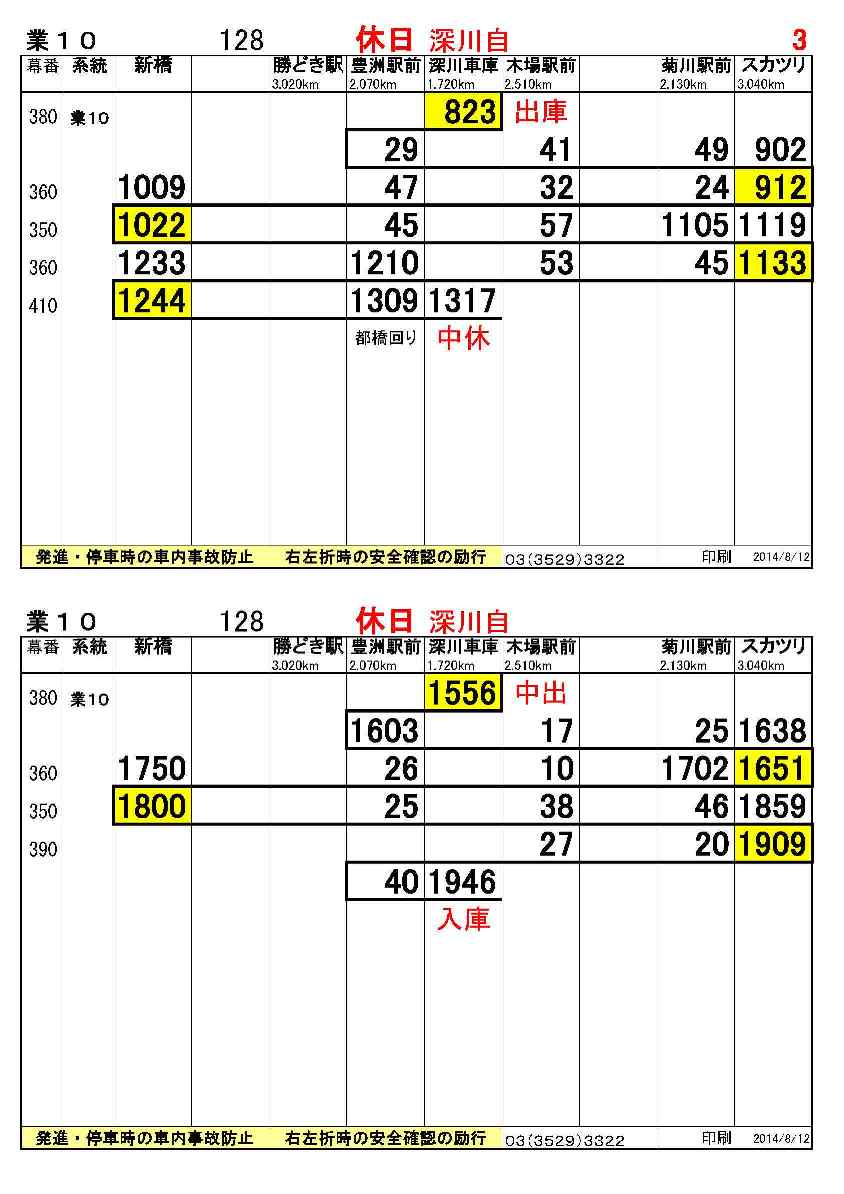 業１０ 128 休日 深川自 3
幕番 系統 新橋 勝どき駅 豊洲駅前 深川車庫 木場駅前 菊川駅前 スカツリ
3.020km 2.070km 1.720km 2.510km 2.130km 3.040km
380 業10 823 出庫
29 41 49 902
360 1009 47 32 24 912
350 1022 45 57 1105 1119
360 1233 1210 53 45 1133
410 1244 1309 1317
都橋回り 中休
発進・停車時の車内事故防止 右左折時の安全確認の励行 03(3529)3322 印刷 2014/8/12
業１０ 128 休日 深川自
幕番 系統 新橋 勝どき駅 豊洲駅前 深川車庫 木場駅前 菊川駅前 スカツリ
3.020km 2.070km 1.720km 2.510km 2.130km 3.040km
380 業10 1556 中出
1603 17 25 1638
360 1750 26 10 1702 1651
350 1800 25 38 46 1859
390 27 20 1909
40 1946
入庫
発進・停車時の車内事故防止 右左折時の安全確認の励行 03(3529)3322 印刷 2014/8/12